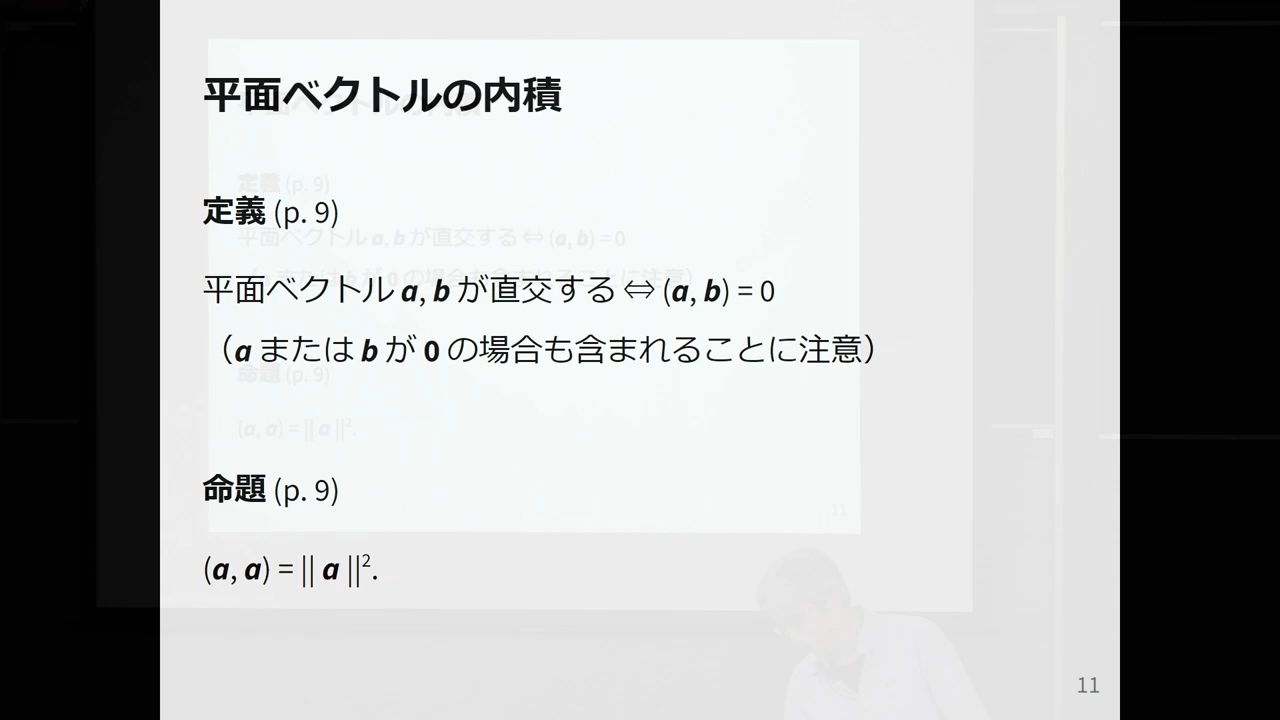 平面ベクトルの内積
定義 (p. 9)
平面ベクトル a, b が直交する ⇔ (a, b) = 0
（a または b が 0 の場合も含まれることに注意）
命題 (p. 9)
(a, a) = || a ||².
11